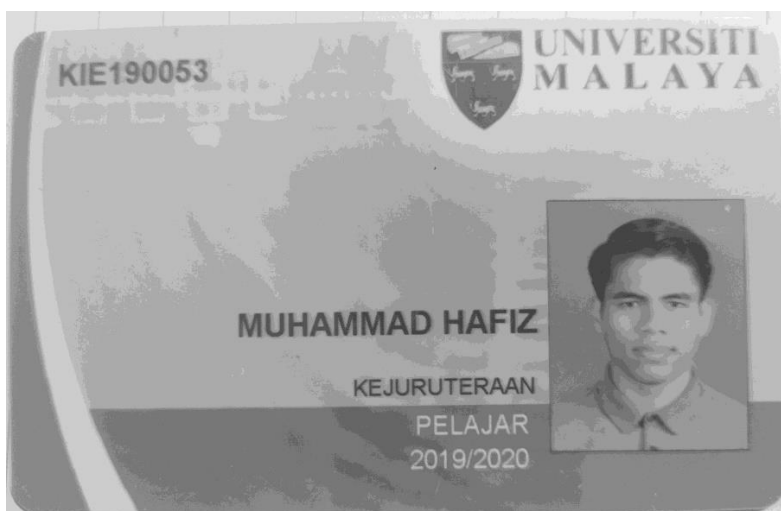 KIE190053
UNIVERSITI
MALAYA
MUHAMMAD HAFIZ
KEJURUTERAAN
PELAJAR
2019/2020